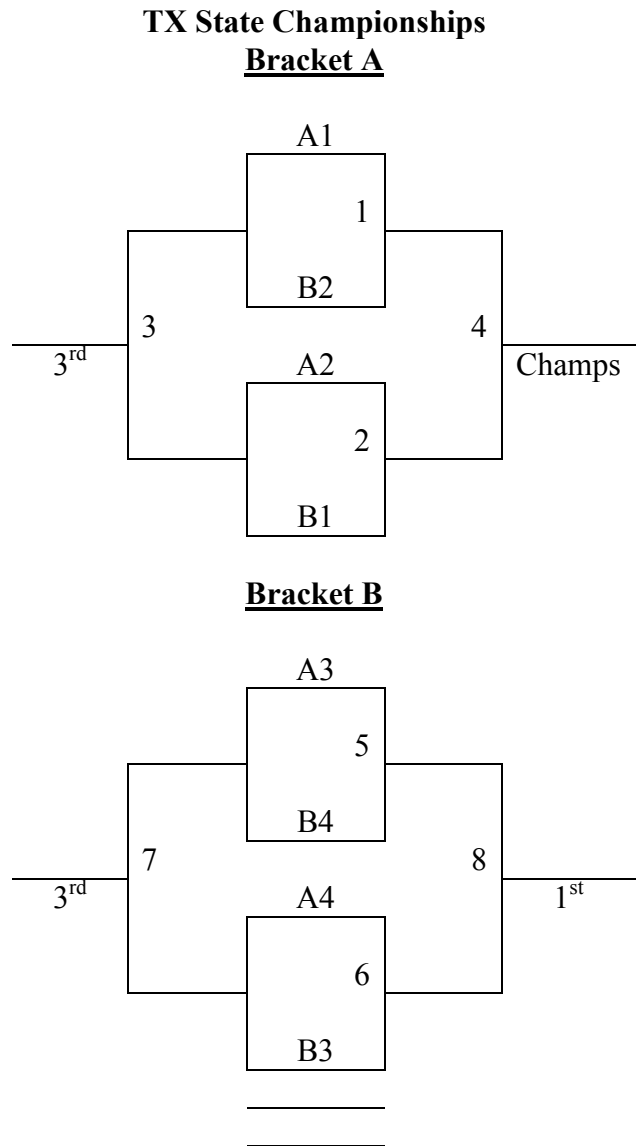 TX State Championships
Bracket A
A1
1
B2
3
4
3rd
A2
Champs
2
B1
Bracket B
A3
5
B4
7
8
3rd
A4
1st
6
B3